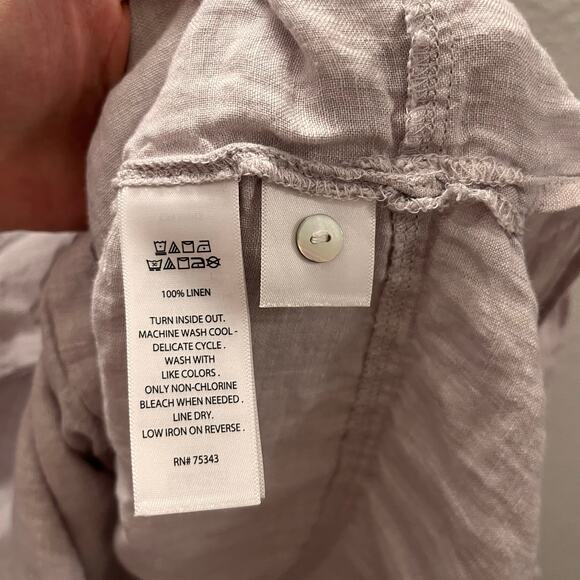 100% LINEN
TURN INSIDE OUT.
MACHINE WASH COOL -
DELICATE CYCLE .
WASH WITH
LIKE COLORS .
ONLY NON-CHLORINE
BLEACH WHEN NEEDED .
LINE DRY.
LOW IRON ON REVERSE .
RN# 75343